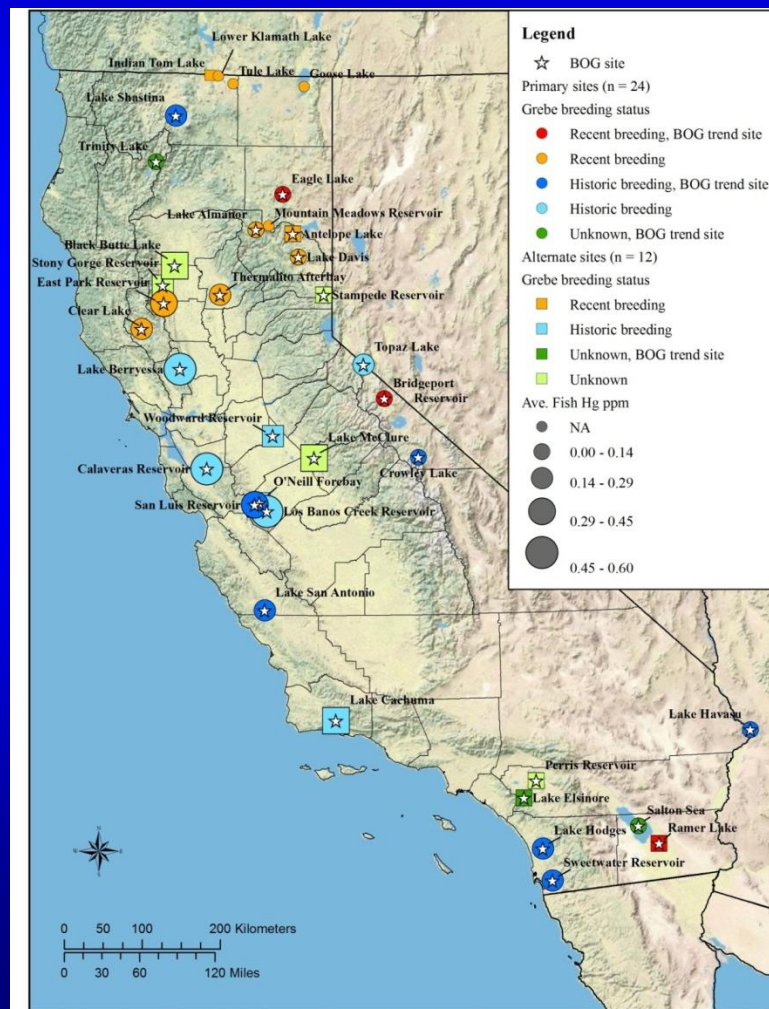 Lower Klamath Lake
Indian Tom Lake
Tule Lake
Goose Lake
Lake Shastina
Trinity Lake
Eagle Lake
Lake Almanor
Mountain Meadows Reservoir
Antelope Lake
Black Butte Lake
Lake Davis
Stony Gorge Reservoir
Thermalito Afterbay
East Park Reservoir
Stampede Reservoir
Clear Lake
Topaz Lake
Lake Berryessa
Bridgeport
Reservoir
Woodward Reservoir
Lake McClure
Calaveras Reservoir
Crowley Lake
O'Neill Forebay
San Luis Reservoir
Los Banos Creek Reservoir
Lake San Antonio
Lake Cachuma
Lake Havasu
Perris Reservoir
Lake Elsinore
Salton Sea
Lake Hodges
Ramer Lake
Sweetwater Reservoir
N
0 50 100 200 Kilometers
0 30 60 120 Miles
Legend
BOG site
Primary sites (n = 24)
Grebe breeding status
Recent breeding, BOG trend site
Recent breeding
Historic breeding, BOG trend site
Historic breeding
Unknown, BOG trend site
Alternate sites (n = 12)
Grebe breeding status
Recent breeding
Historic breeding
Unknown, BOG trend site
Unknown
Ave. Fish Hg ppm
NA
0.00 - 0.14
0.14 - 0.29
0.29 - 0.45
0.45 - 0.60